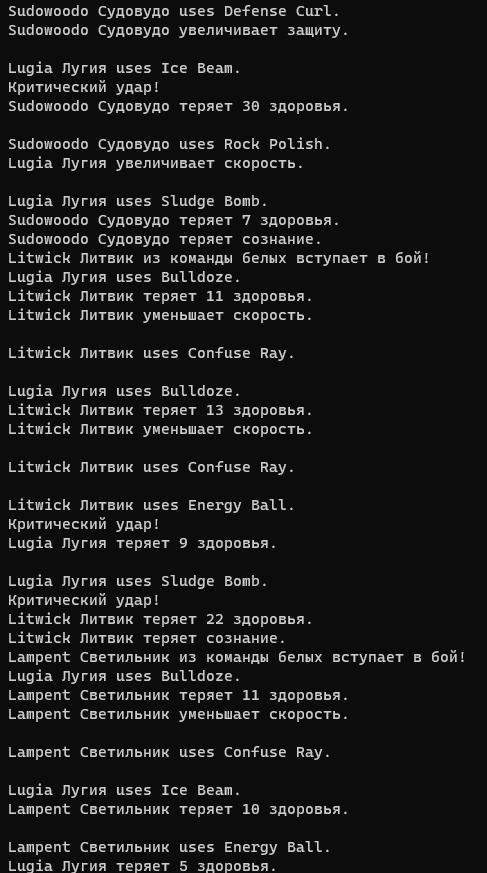 Sudowoodo Судовудо uses Defense Curl.
Sudowoodo Судовудо увеличивает защиту.
Lugia Лугия uses Ice Beam.
Критический удар!
Sudowoodo Судовудо теряет 30 здоровья.
Sudowoodo Судовудо uses Rock Polish.
Lugia Лугия увеличивает скорость.
Lugia Лугия uses Sludge Bomb.
Sudowoodo Судовудо теряет 7 здоровья.
Sudowoodo Судовудо теряет сознание.
Litwick Литвик из команды белых вступает в бой!
Lugia Лугия uses Bulldoze.
Litwick Литвик теряет 11 здоровья.
Litwick Литвик уменьшает скорость.
Litwick Литвик uses Confuse Ray.
Lugia Лугия uses Bulldoze.
Litwick Литвик теряет 13 здоровья.
Litwick Литвик уменьшает скорость.
Litwick Литвик uses Confuse Ray.
Litwick Литвик uses Energy Ball.
Критический удар!
Lugia Лугия теряет 9 здоровья.
Lugia Лугия uses Sludge Bomb.
Критический удар!
Litwick Литвик теряет 22 здоровья.
Litwick Литвик теряет сознание.
Lampent Светильник из команды белых вступает в бой!
Lugia Лугия uses Bulldoze.
Lampent Светильник теряет 11 здоровья.
Lampent Светильник уменьшает скорость.
Lampent Светильник uses Confuse Ray.
Lugia Лугия uses Ice Beam.
Lampent Светильник теряет 10 здоровья.
Lampent Светильник uses Energy Ball.
Lugia Лугия теряет 5 здоровья.